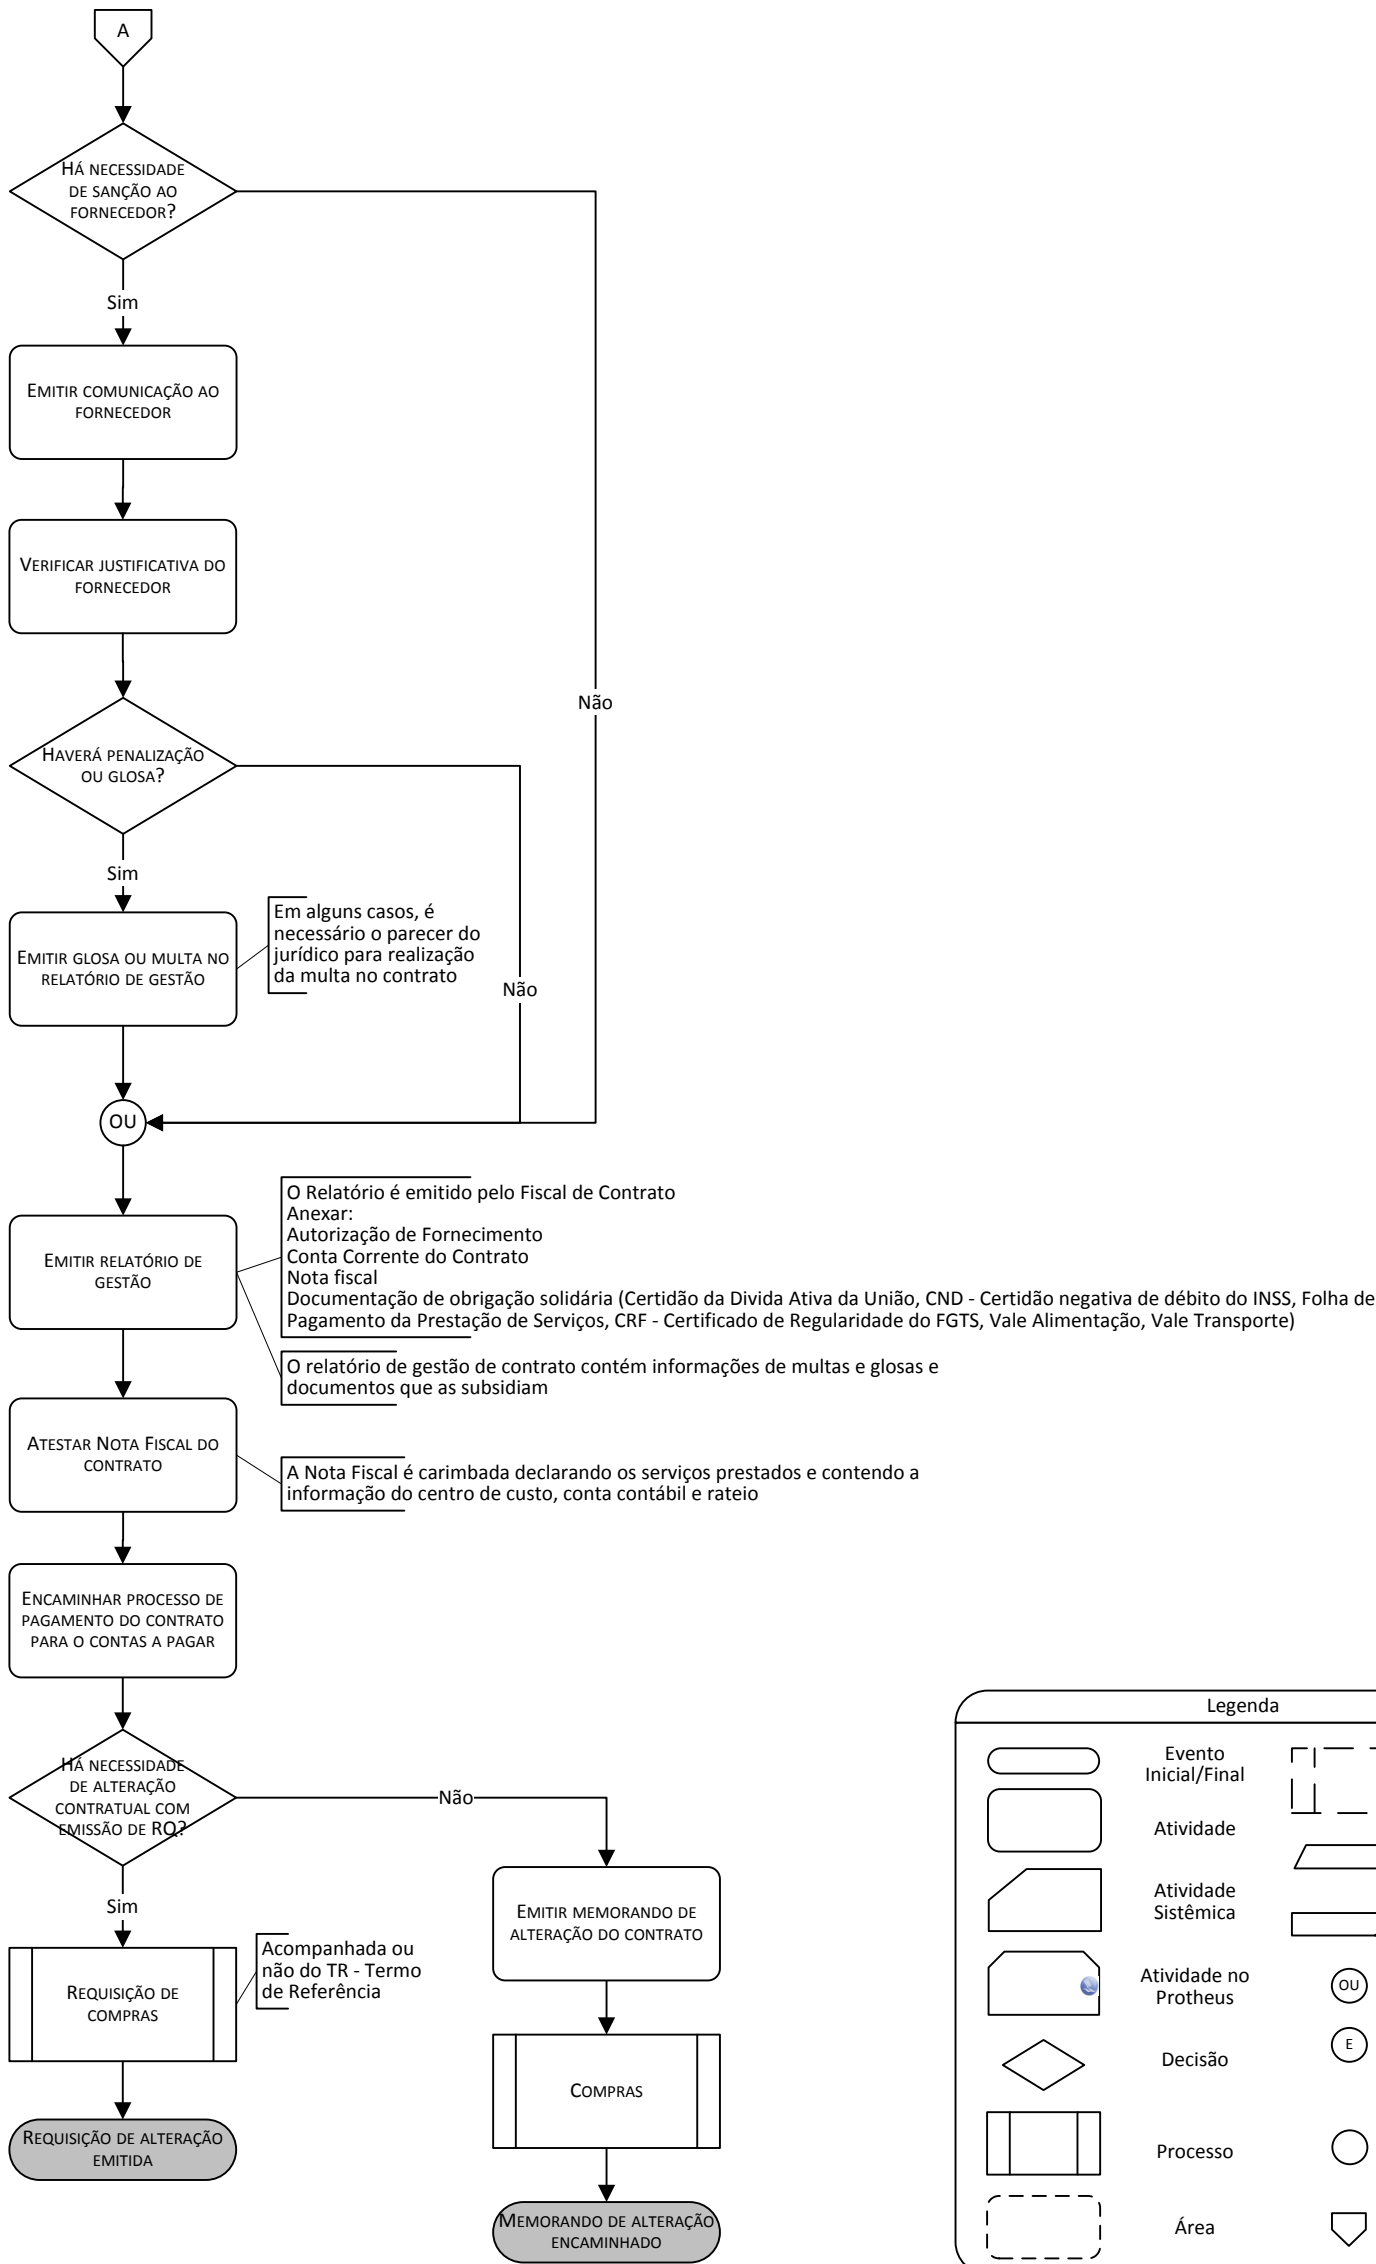 A
Há necessidade
de sanção ao
fornecedor?
Sim
Emitir comunicação ao
fornecedor
Verificar justificativa do
fornecedor
Não
Haverá penalização
ou glosa?
Sim
Emitir glosa ou multa no
relatório de gestão
Em alguns casos, é
necessário o parecer do
jurídico para realização
da multa no contrato
Não
OU
Emitir relatório de
gestão
O Relatório é emitido pelo Fiscal de Contrato
Anexar:
Autorização de Fornecimento
Conta Corrente do Contrato
Nota fiscal
Documentação de obrigação solidária (Certidão da Divida Ativa da União, CND - Certidão negativa de débito do INSS, Folha de
Pagamento da Prestação de Serviços, CRF - Certificado de Regularidade do FGTS, Vale Alimentação, Vale Transporte)
O relatório de gestão de contrato contém informações de multas e glosas e
documentos que as subsidiam
Atestar Nota Fiscal do
contrato
A Nota Fiscal é carimbada declarando os serviços prestados e contendo a
informação do centro de custo, conta contábil e rateio
Encaminhar processo de
pagamento do contrato
para o contas a pagar
Há necessidade
de alteração
contratual com
emissão de RQ?
Não
Sim
Emitir memorando de
alteração do contrato
Requisição de
compras
Acompanhada ou
não do TR - Termo
de Referência
Compras
Requisição de alteração
emitida
Memorando de alteração
encaminhado
Legenda
Evento
Inicial/Final
Atividade
Atividade
Sistêmica
Atividade no
Protheus
OU
Decisão
E
Processo
Área